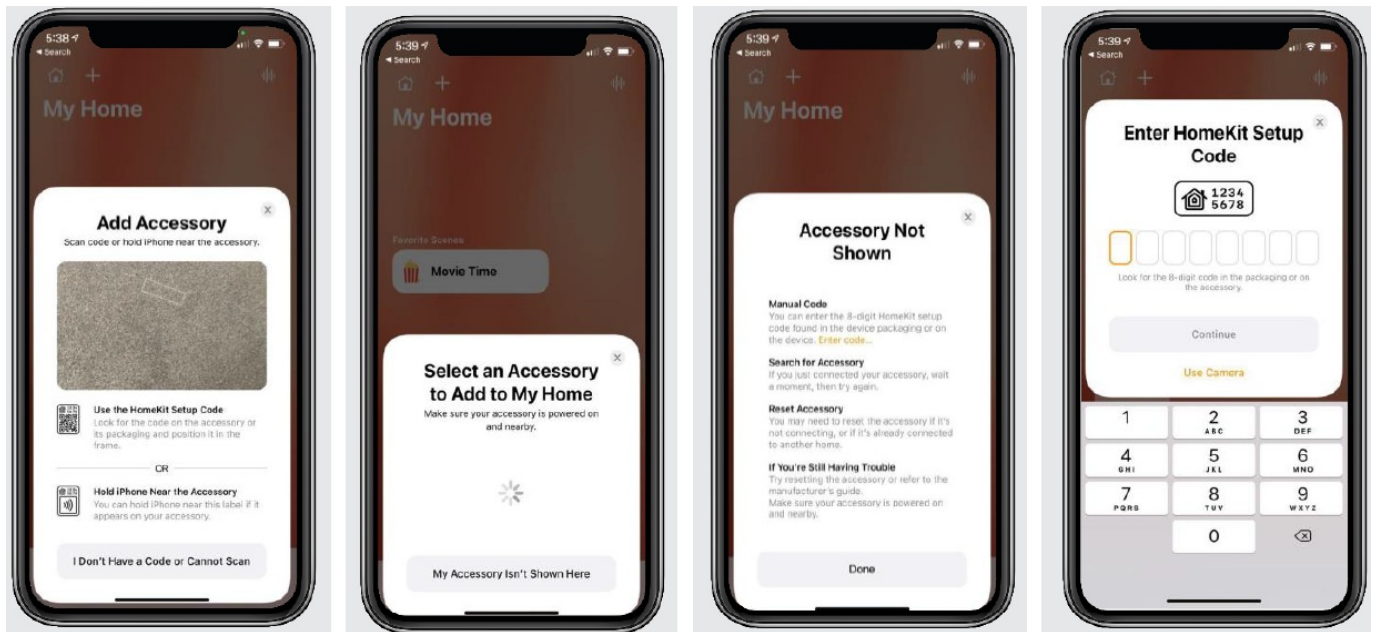 5:38
Search
My Home
Add Accessory
Scan code or hold iPhone near the accessory.
Use the HomeKit Setup Code
Look for the code on the accessory or
its packaging and position it in the
frame.
OR
Hold iPhone Near the Accessory
You can hold iPhone near this label if it
appears on your accessory.
I Don't Have a Code or Cannot Scan
5:39
Search
My Home
Favorite Scenes
Movie Time
Select an Accessory
to Add to My Home
Make sure your accessory is powered on
and nearby.
My Accessory Isn't Shown Here
5:39
Search
My Home
Accessory Not
Shown
Manual Code
You can enter the 8-digit HomeKit setup
code found in the device packaging or on
the device. Enter code...
Search for Accessory
If you just connected your accessory, wait
a moment, then try again.
Reset Accessory
You may need to reset the accessory if it's
not connecting, or if it's already connected
to another home.
If You're Still Having Trouble
Try resetting the accessory or refer to the
manufacturer's guide.
Make sure your accessory is powered on
and nearby.
Done
5:39
Search
Enter HomeKit Setup
Code
1234
5678
Look for the 8-digit code in the packaging or on
the accessory.
Continue
Use Camera
1 2 3
ABC DEF
4 5 6
GHI JKL MNO
7 8 9
PQRS TUV WXYZ
0